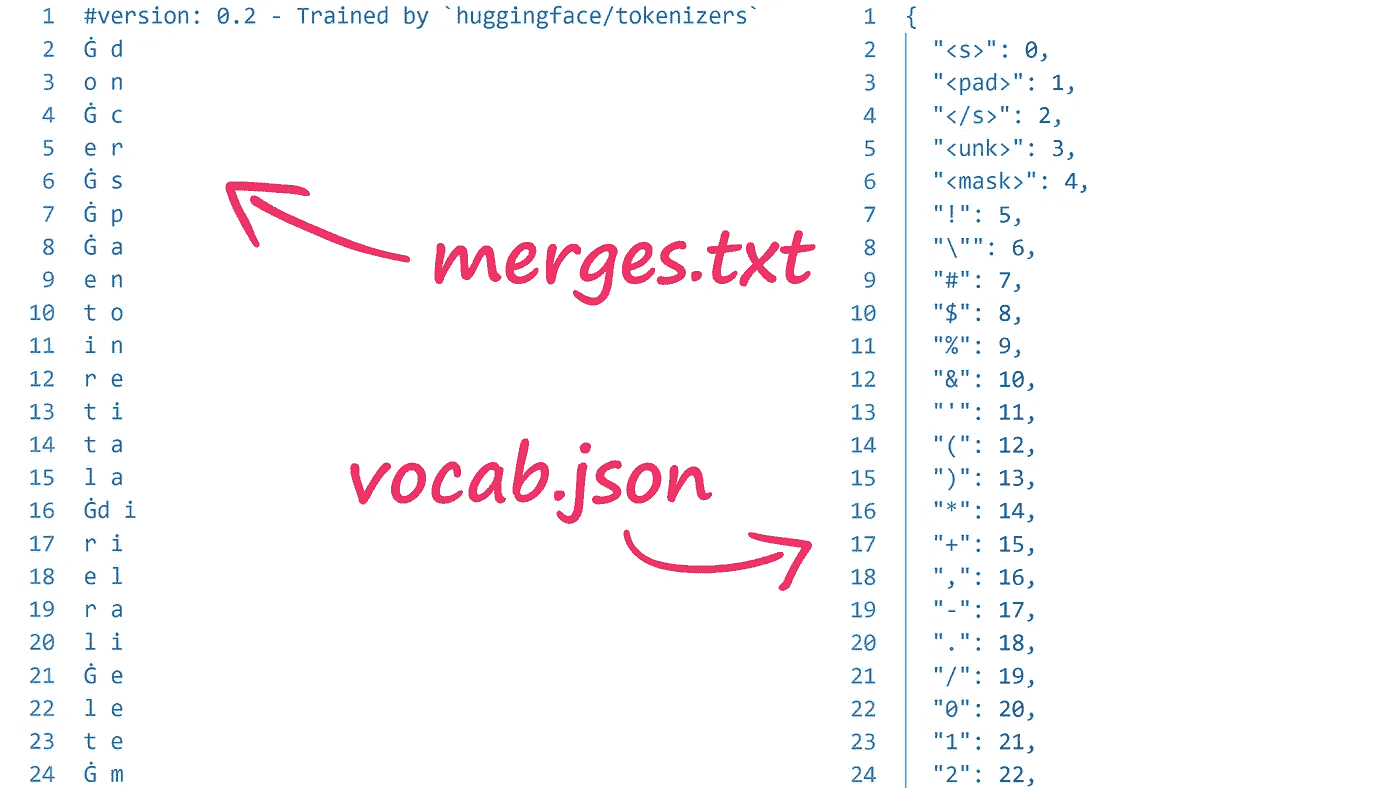 1 #version: 0.2 - Trained by `huggingface/tokenizers`
2 Ġ d
3 o n
4 Ġ c
5 e r
6 Ġ s
7 Ġ p
8 Ġ a
9 e n
10 t o
11 i n
12 r e
13 t i
14 t a
15 l a
16 Ġd i
17 r i
18 e l
19 r a
20 l i
21 Ġ e
22 l e
23 t e
24 Ġ m
merges.txt
vocab.json
1 {
2 "<s>": 0,
3 "<pad>": 1,
4 "</s>": 2,
5 "<unk>": 3,
6 "<mask>": 4,
7 "!": 5,
8 "\"": 6,
9 "#": 7,
10 "$": 8,
11 "%": 9,
12 "&": 10,
13 "'": 11,
14 "(": 12,
15 ")": 13,
16 "*": 14,
17 "+": 15,
18 ",": 16,
19 "-": 17,
20 ".": 18,
21 "/": 19,
22 "0": 20,
23 "1": 21,
24 "2": 22,